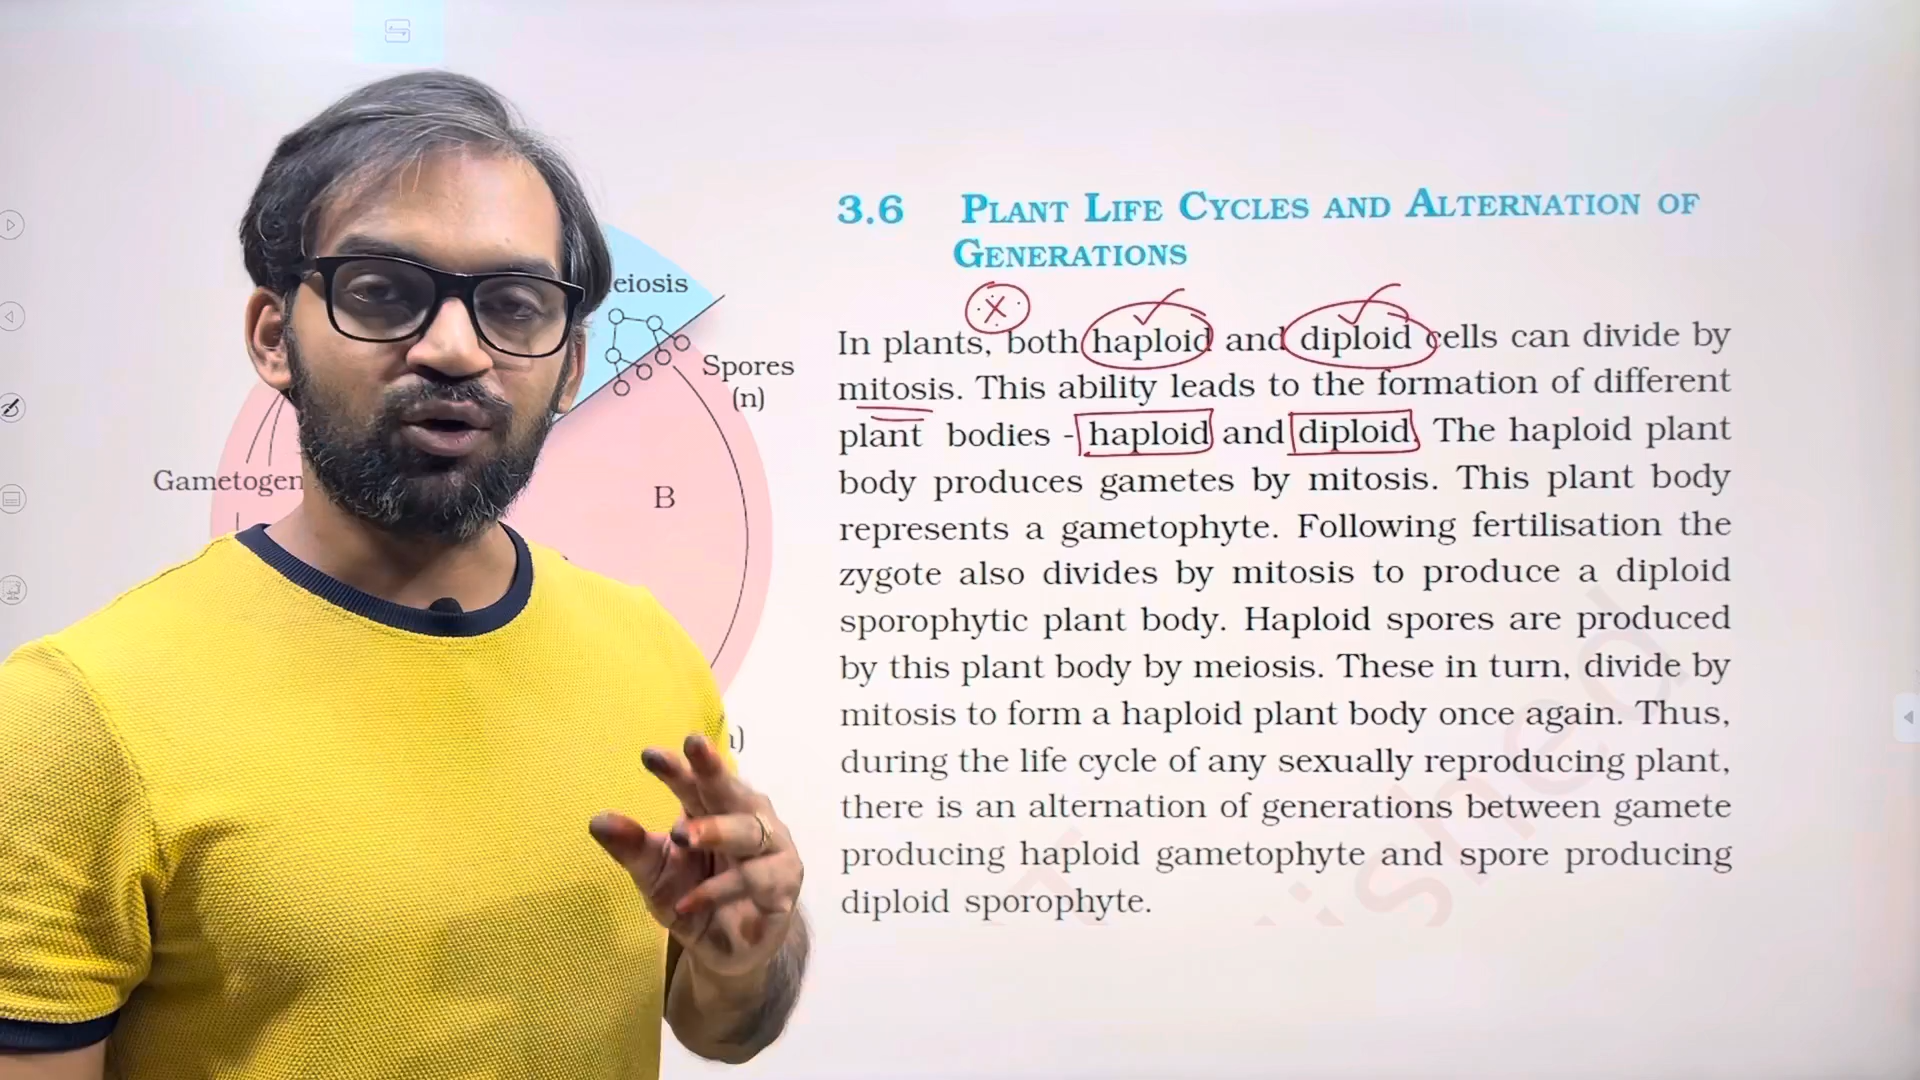 3.6 PLANT LIFE CYCLES AND ALTERNATION OF
GENERATIONS
In plants, both haploid and diploid cells can divide by
mitosis. This ability leads to the formation of different
plant bodies - haploid and diploid. The haploid plant
body produces gametes by mitosis. This plant body
represents a gametophyte. Following fertilisation the
zygote also divides by mitosis to produce a diploid
sporophytic plant body. Haploid spores are produced
by this plant body by meiosis. These in turn, divide by
mitosis to form a haploid plant body once again. Thus,
during the life cycle of any sexually reproducing plant,
there is an alternation of generations between gamete
producing haploid gametophyte and spore producing
diploid sporophyte.
eiosis
Spores
(n)
Gametogen
B